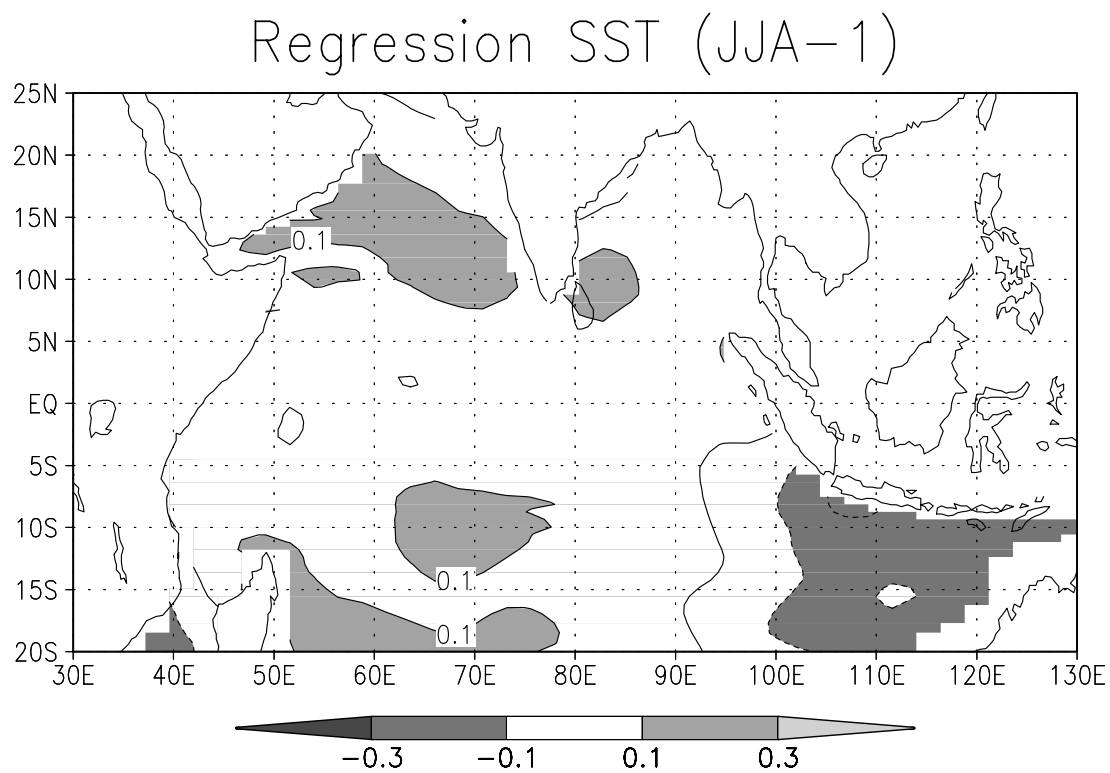 Regression SST (JJA−1)
25N
20N
15N
0.1
10N
5N
EQ
5S
10S
0.1
15S
0.1
20S
30E 40E 50E 60E 70E 80E 90E 100E 110E 120E 130E
−0.3 −0.1 0.1 0.3